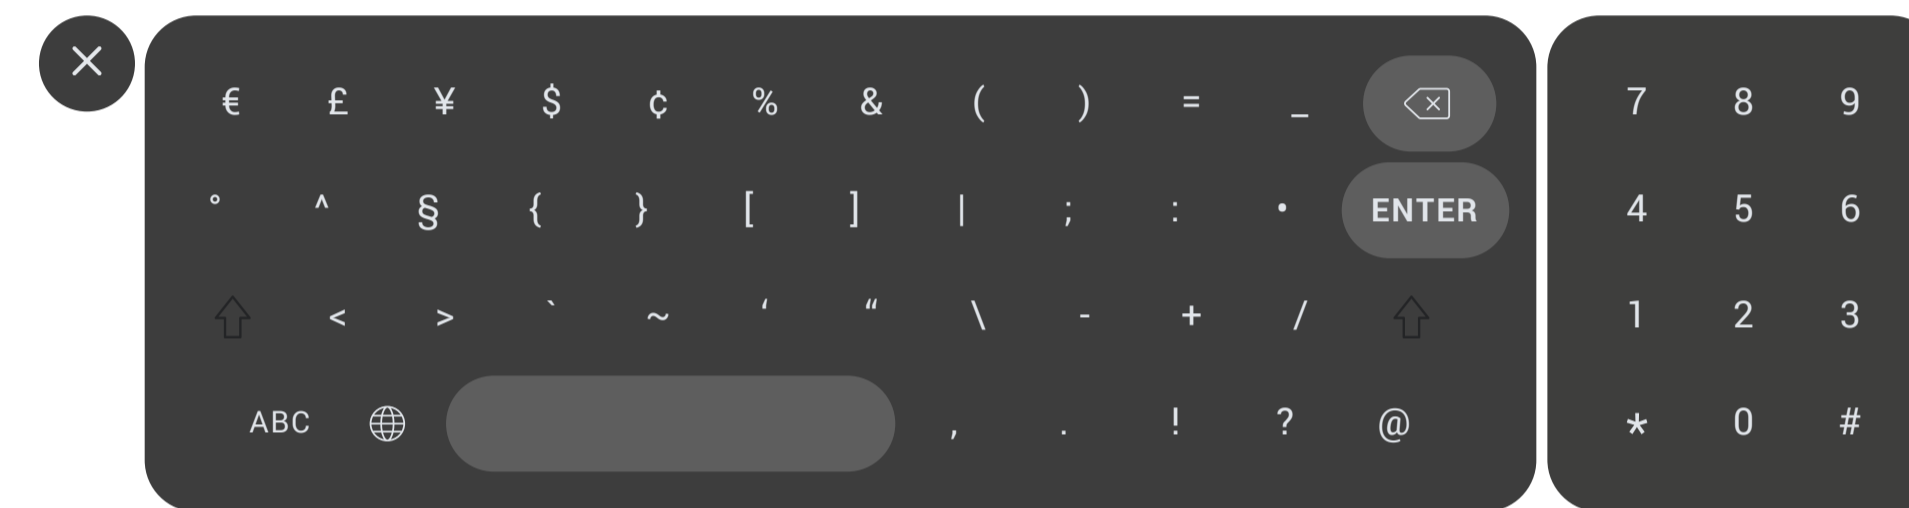 € £ ¥ $ ¢ % & ( ) = _ 7 8 9
° ^ § { } [ ] | ; : • ENTER 4 5 6
< > ` ~ ‘ “ \ - + / 1 2 3
ABC , . ! ? @ * 0 #